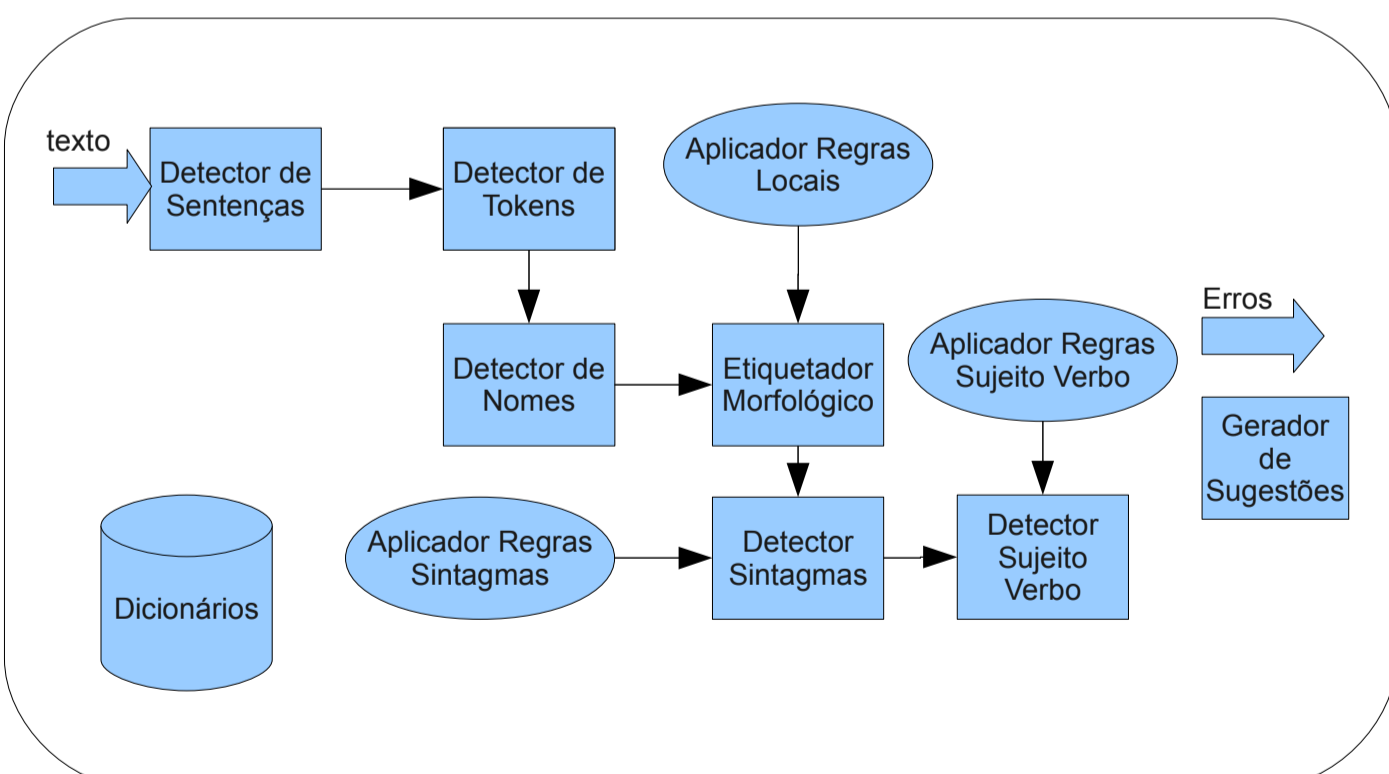 texto
Detector de
Sentenças
Detector de
Tokens
Aplicador Regras
Locais
Detector de
Nomes
Etiquetador
Morfológico
Aplicador Regras
Sujeito Verbo
Erros
Gerador
de
Sugestões
Dicionários
Aplicador Regras
Sintagmas
Detector
Sintagmas
Detector
Sujeito
Verbo